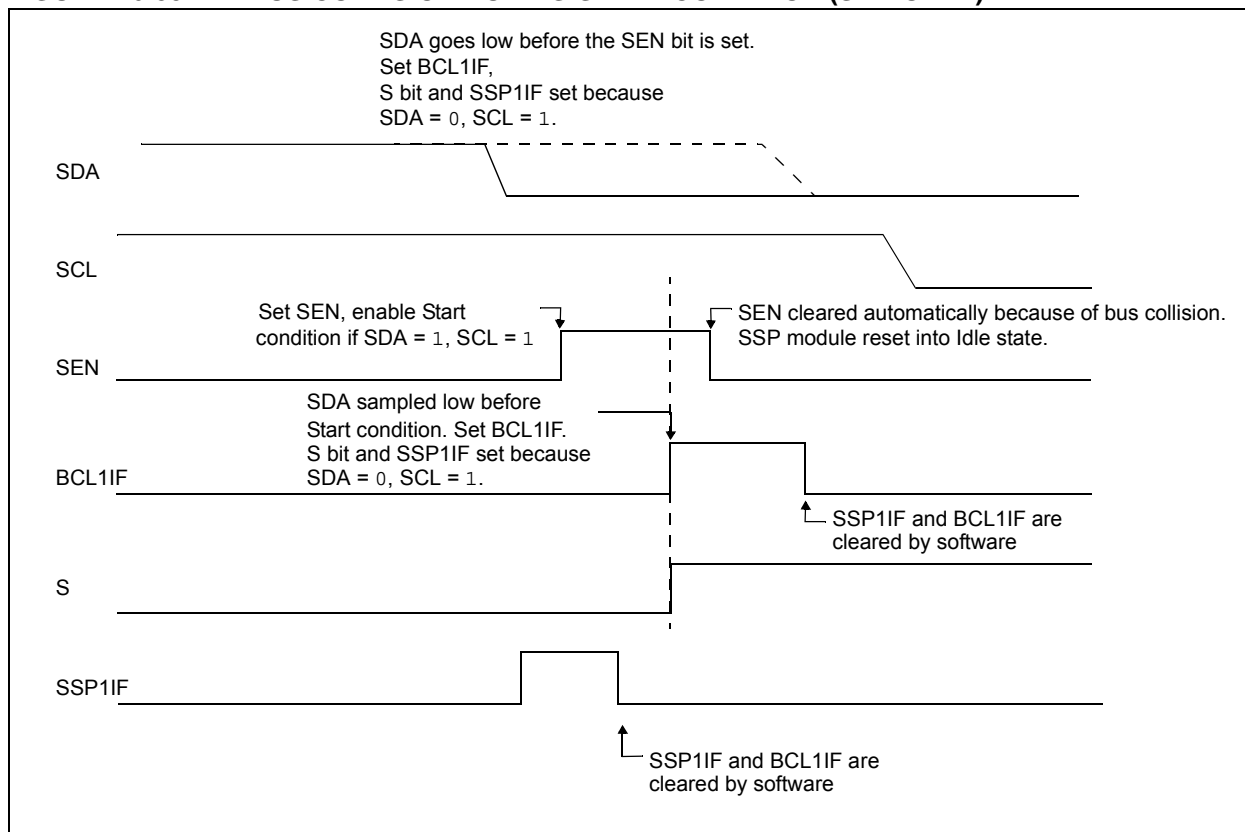 SDA goes low before the SEN bit is set.
Set BCL1IF,
S bit and SSP1IF set because
SDA = 0, SCL = 1.
SDA
SCL
Set SEN, enable Start
condition if SDA = 1, SCL = 1
SEN cleared automatically because of bus collision.
SSP module reset into Idle state.
SEN
SDA sampled low before
Start condition. Set BCL1IF.
S bit and SSP1IF set because
SDA = 0, SCL = 1.
BCL1IF
SSP1IF and BCL1IF are
cleared by software
S
SSP1IF
SSP1IF and BCL1IF are
cleared by software